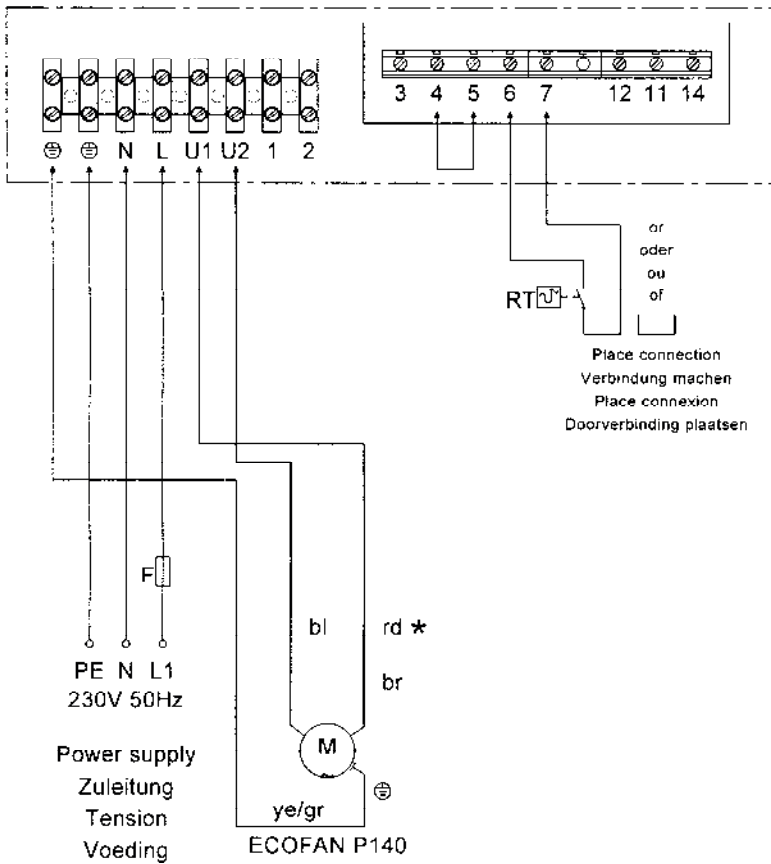 3 4 5 6 7 12 11 14
N L U1 U2 1 2
or
oder
ou
of
RT
Place connection
Verbindung machen
Place connexion
Doorverbinding plaatsen
F
bl rd *
br
PE N L1
230V 50Hz
M
Power supply
Zuleitung
Tension
Voeding
ye/gr
ECOFAN P140